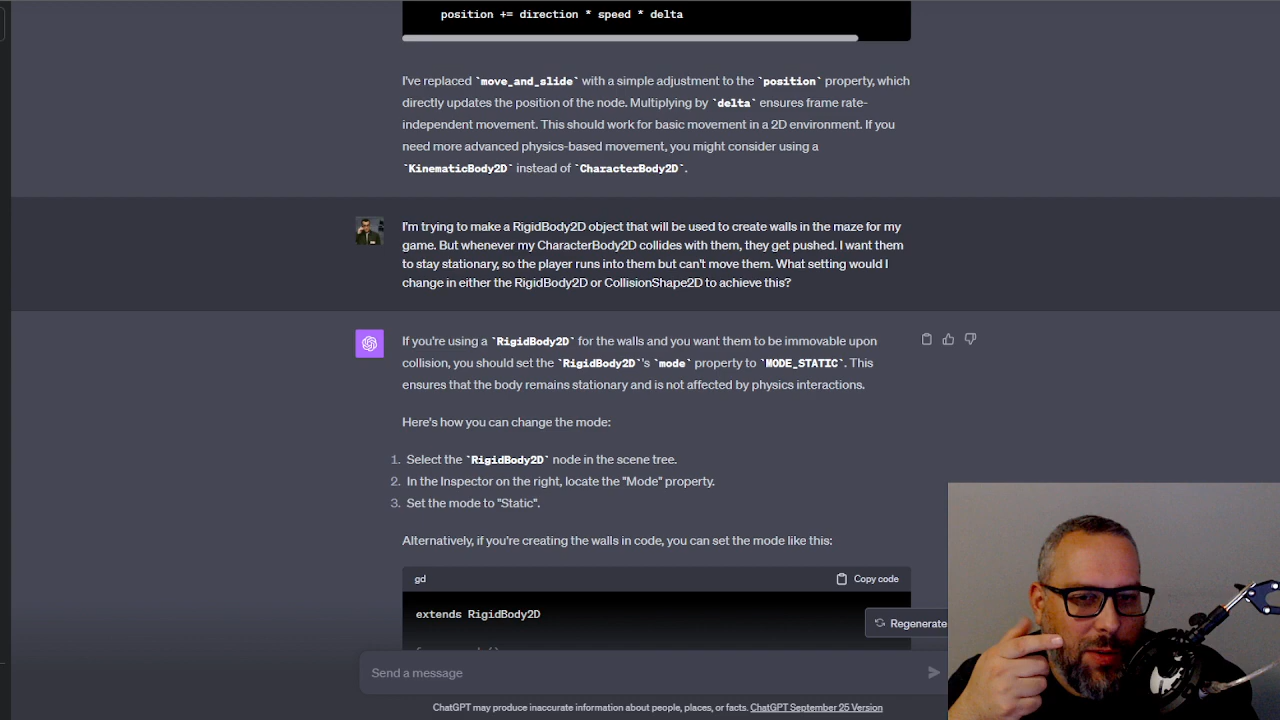 position += direction * speed * delta
I've replaced `move_and_slide` with a simple adjustment to the `position` property, which
directly updates the position of the node. Multiplying by `delta` ensures frame rate-
independent movement. This should work for basic movement in a 2D environment. If you
need more advanced physics-based movement, you might consider using a
`KinematicBody2D` instead of `CharacterBody2D`.
I'm trying to make a RigidBody2D object that will be used to create walls in the maze for my
game. But whenever my CharacterBody2D collides with them, they get pushed. I want them
to stay stationary, so the player runs into them but can't move them. What setting would I
change in either the RigidBody2D or CollisionShape2D to achieve this?
If you're using a `RigidBody2D` for the walls and you want them to be immovable upon
collision, you should set the `RigidBody2D`'s `mode` property to `MODE_STATIC`. This
ensures that the body remains stationary and is not affected by physics interactions.
Here's how you can change the mode:
1. Select the `RigidBody2D` node in the scene tree.
2. In the Inspector on the right, locate the "Mode" property.
3. Set the mode to "Static".
Alternatively, if you're creating the walls in code, you can set the mode like this:
gd Copy code
extends RigidBody2D
Regenerate
Send a message
ChatGPT may produce inaccurate information about people, places, or facts. ChatGPT September 25 Version